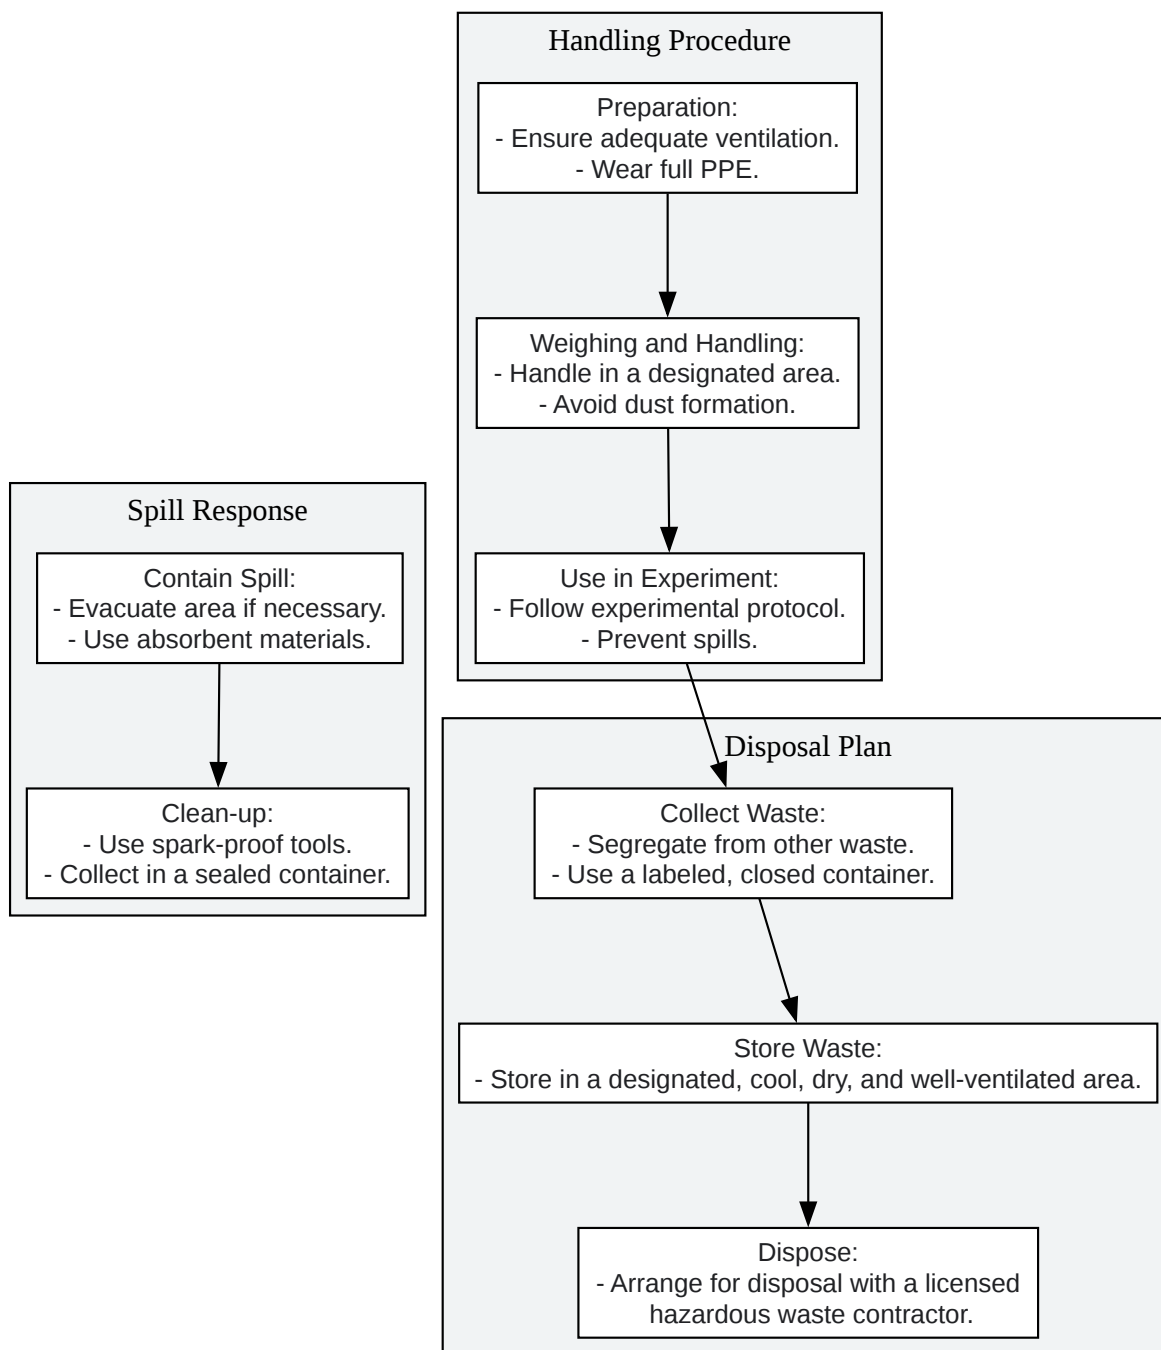 Handling Procedure
Preparation:
- Ensure adequate ventilation.
- Wear full PPE.
Weighing and Handling:
- Handle in a designated area.
- Avoid dust formation.
Use in Experiment:
- Follow experimental protocol.
- Prevent spills.
Spill Response
Contain Spill:
- Evacuate area if necessary.
- Use absorbent materials.
Clean-up:
- Use spark-proof tools.
- Collect in a sealed container.
Disposal Plan
Collect Waste:
- Segregate from other waste.
- Use a labeled, closed container.
Store Waste:
- Store in a designated, cool, dry, and well-ventilated area.
Dispose:
- Arrange for disposal with a licensed
hazardous waste contractor.